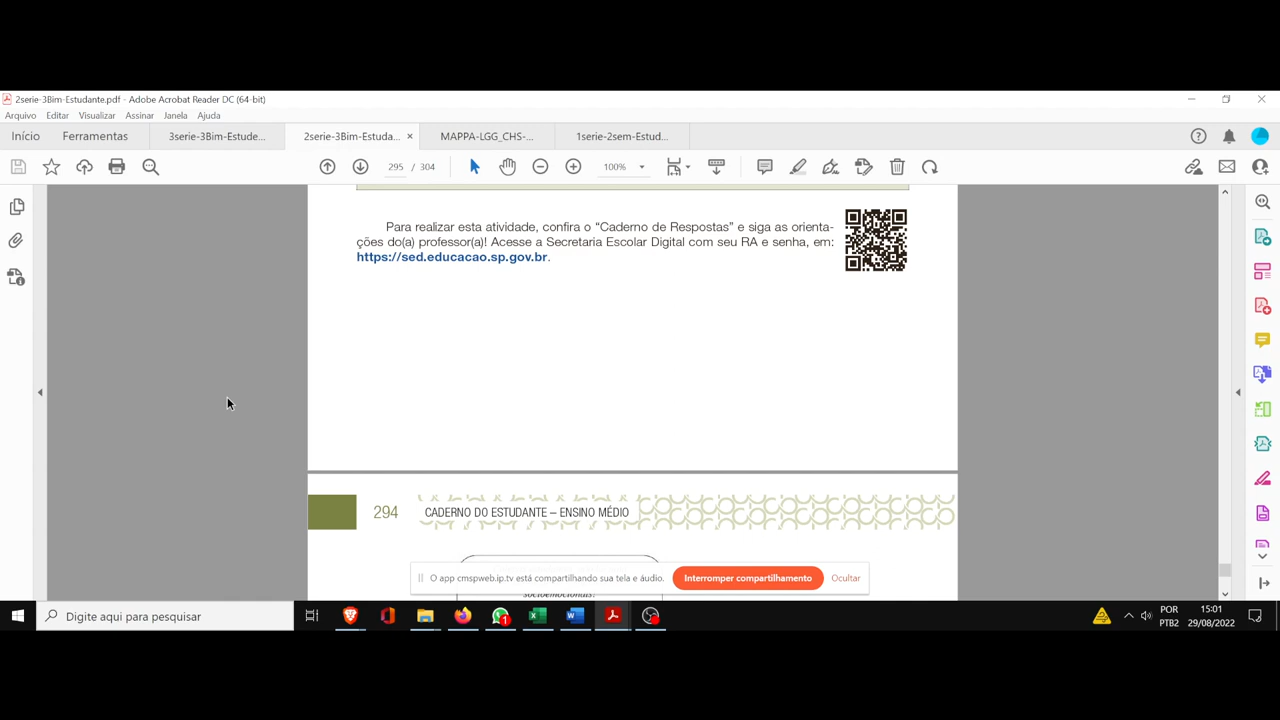 2serie-3Bim-Estudante.pdf - Adobe Acrobat Reader DC (64-bit)
Arquivo Editar Visualizar Assinar Janela Ajuda
Início Ferramentas 3serie-3Bim-Estude... 2serie-3Bim-Estuda... × MAPPA-LGG_CHS-... 1serie-2sem-Estud...
295 / 304 100%
Para realizar esta atividade, confira o “Caderno de Respostas” e siga as orienta-
ções do(a) professor(a)! Acesse a Secretaria Escolar Digital com seu RA e senha, em:
https://sed.educacao.sp.gov.br.
294 CADERNO DO ESTUDANTE – ENSINO MÉDIO
O app cmspweb.ip.tv está compartilhando sua tela e áudio. Interromper compartilhamento Ocultar
socioemocionais?
Digite aqui para pesquisar
1
POR 15:01
PTB2 29/08/2022